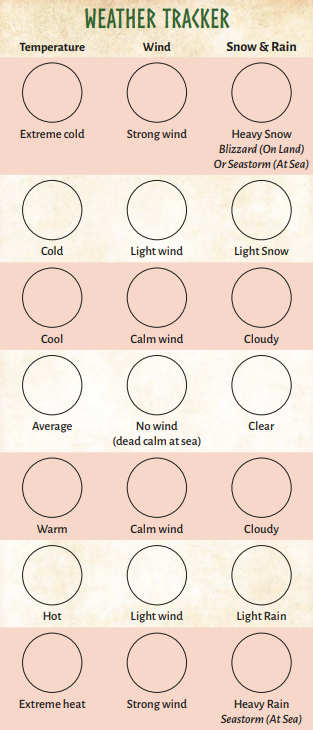 WEATHER TRACKER
Temperature Wind Snow & Rain
Extreme cold Strong wind Heavy Snow
Blizzard (On Land)
Or Seastorm (At Sea)
Cold Light wind Light Snow
Cool Calm wind Cloudy
Average No wind Clear
(dead calm at sea)
Warm Calm wind Cloudy
Hot Light wind Light Rain
Extreme heat Strong wind Heavy Rain
Seastorm (At Sea)